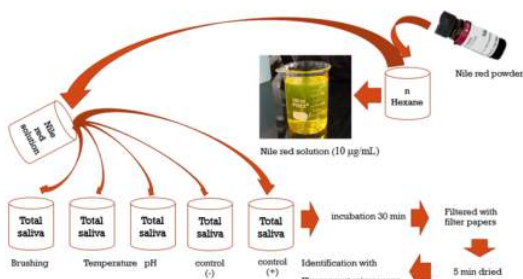 Nile red powder
n
Hexane
Nile
red
solution
Nile red solution (10 µg/mL)
Total
saliva
Total
saliva
Total
saliva
Total
saliva
Total
saliva
Brushing
Temperature
pH
control
(-)
control
(+)
incubation 30 min
Filtered with
filter papers
5 min dried
Identification with